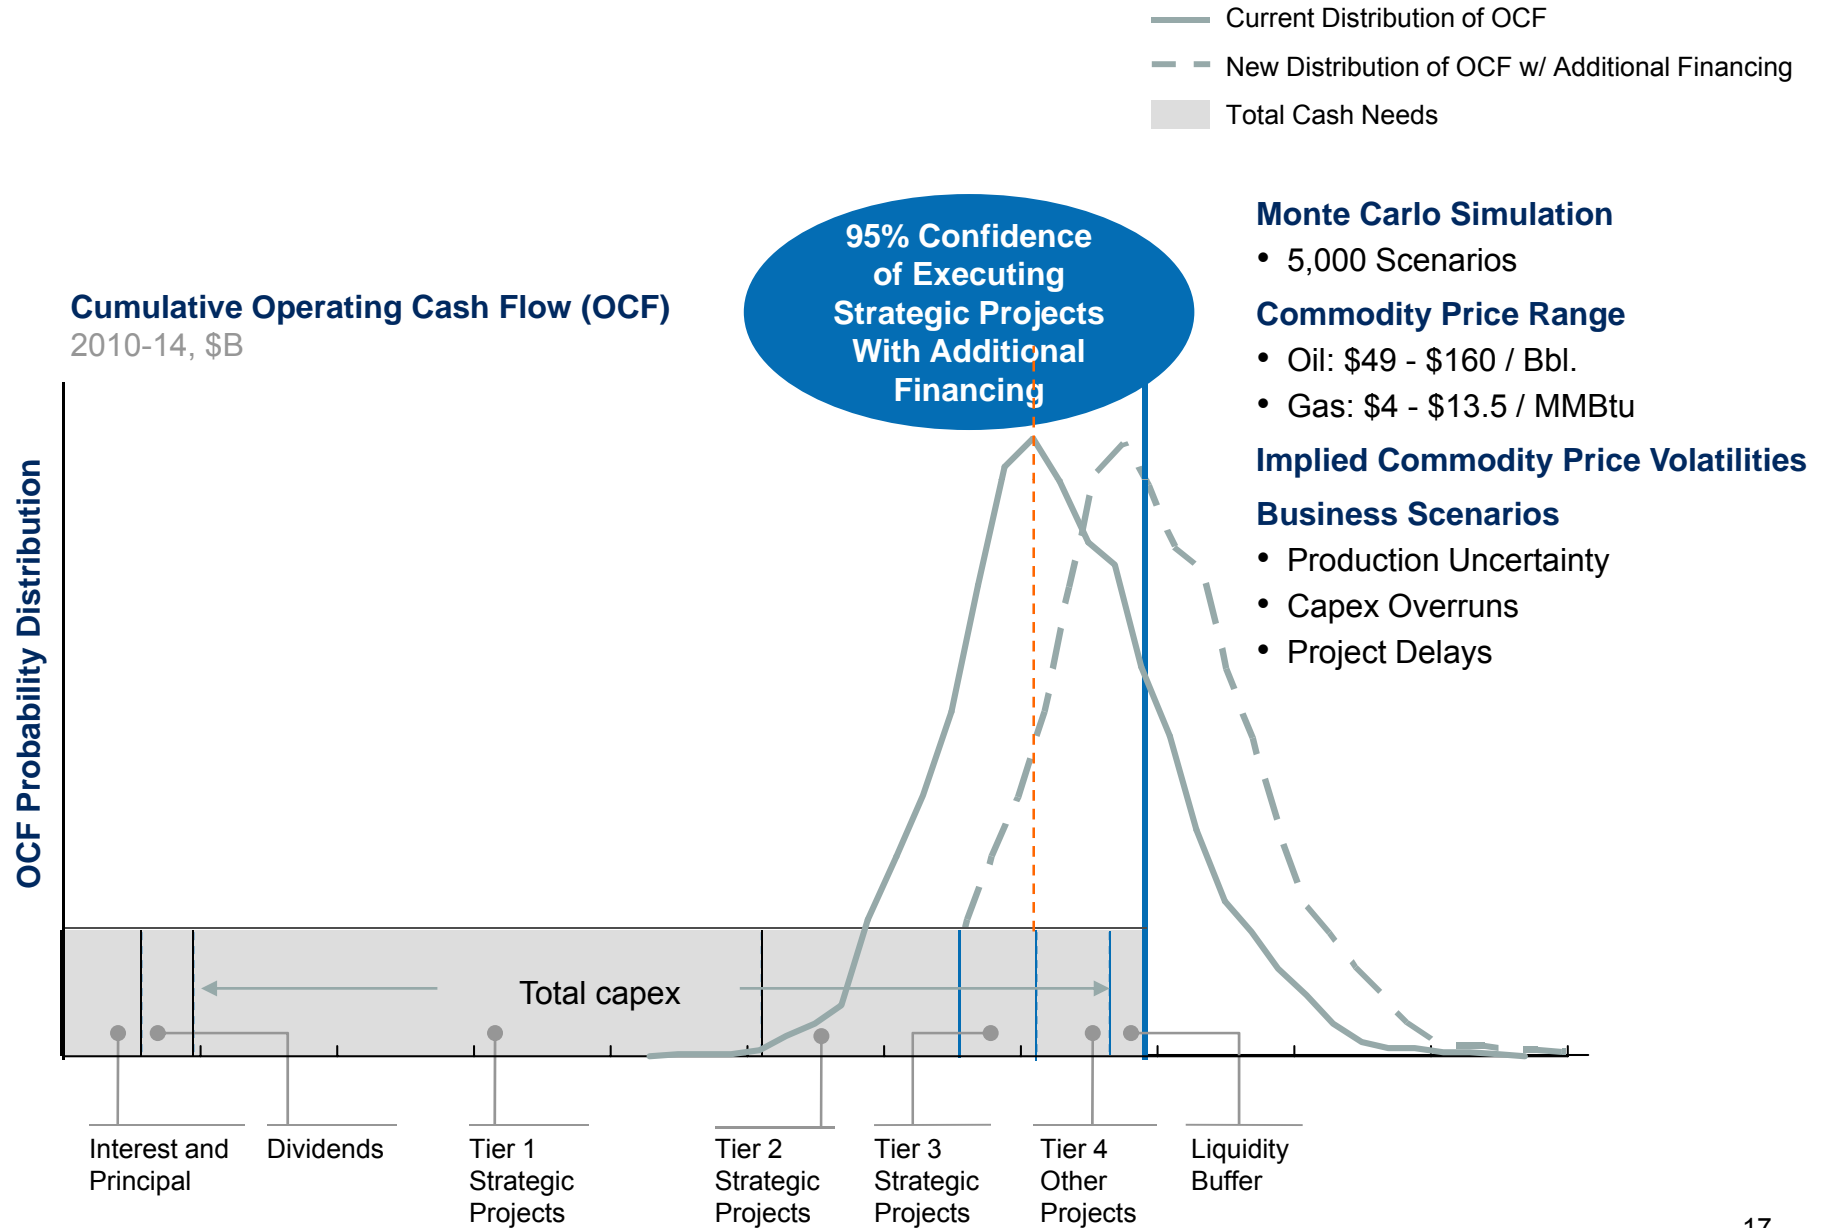 Current Distribution of OCF
New Distribution of OCF w/ Additional Financing
Total Cash Needs
95% Confidence
of Executing
Strategic Projects
With Additional
Financing
Cumulative Operating Cash Flow (OCF)
2010-14, $B
Monte Carlo Simulation
• 5,000 Scenarios
Commodity Price Range
• Oil: $49 - $160 / Bbl.
• Gas: $4 - $13.5 / MMBtu
Implied Commodity Price Volatilities
Business Scenarios
• Production Uncertainty
• Capex Overruns
• Project Delays
OCF Probability Distribution
Total capex
Interest and
Principal
Dividends
Tier 1
Strategic
Projects
Tier 2
Strategic
Projects
Tier 3
Strategic
Projects
Tier 4
Other
Projects
Liquidity
Buffer
17